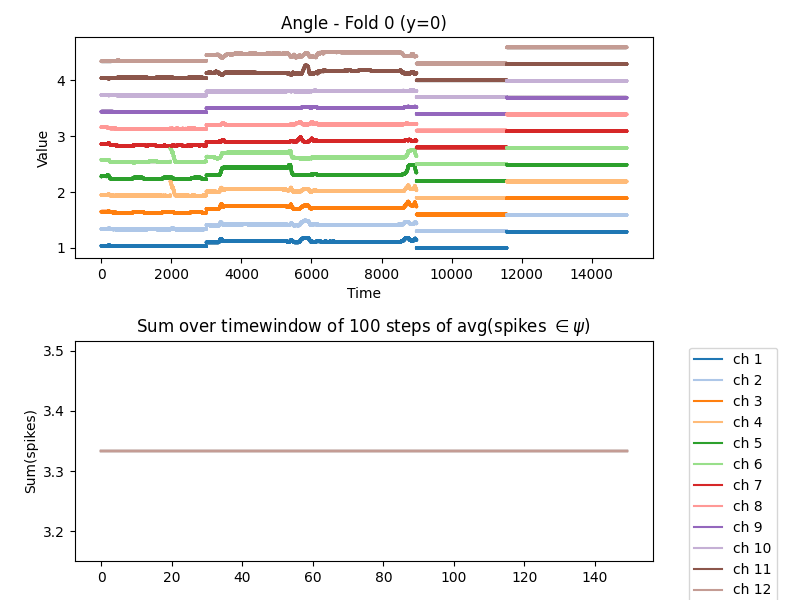 Angle - Fold 0 (y=0)
Value
4
3
2
1
0 2000 4000 6000 8000 10000 12000 14000
Time
Sum over timewindow of 100 steps of avg(spikes ∈ ψ)
Sum(spikes)
3.5
3.4
3.3
3.2
0 20 40 60 80 100 120 140
ch 1
ch 2
ch 3
ch 4
ch 5
ch 6
ch 7
ch 8
ch 9
ch 10
ch 11
ch 12